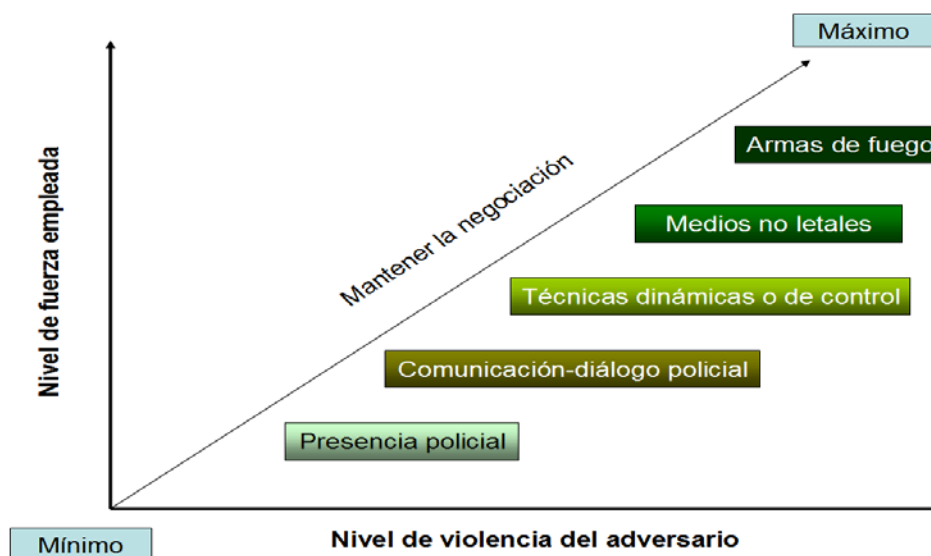 Máximo
Armas de fuego
Medios no letales
Mantener la negociación
Técnicas dinámicas o de control
Comunicación-diálogo policial
Presencia policial
Nivel de fuerza empleada
Mínimo
Nivel de violencia del adversario